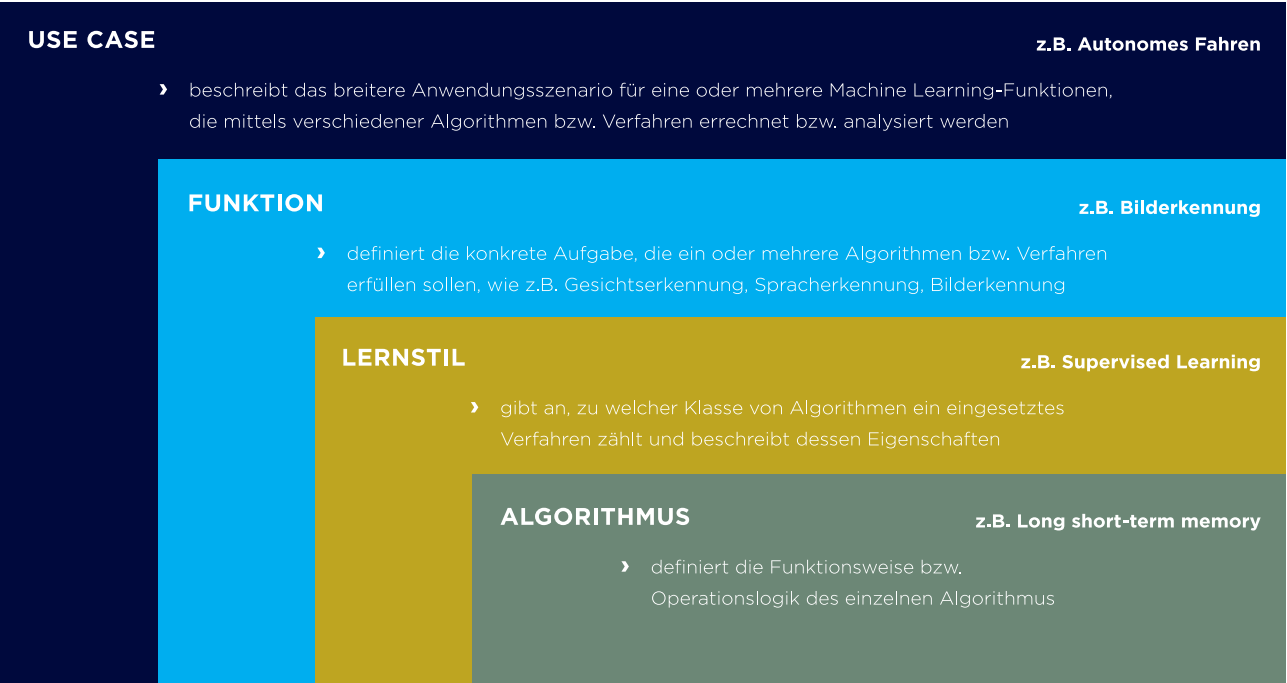 USE CASE
z.B. Autonomes Fahren
› beschreibt das breitere Anwendungsszenario für eine oder mehrere Machine Learning-Funktionen,
die mittels verschiedener Algorithmen bzw. Verfahren errechnet bzw. analysiert werden
FUNKTION
z.B. Bilderkennung
› definiert die konkrete Aufgabe, die ein oder mehrere Algorithmen bzw. Verfahren
erfüllen sollen, wie z.B. Gesichtserkennung, Spracherkennung, Bilderkennung
LERNSTIL
z.B. Supervised Learning
› gibt an, zu welcher Klasse von Algorithmen ein eingesetztes
Verfahren zählt und beschreibt dessen Eigenschaften
ALGORITHMUS
z.B. Long short-term memory
› definiert die Funktionsweise bzw.
Operationslogik des einzelnen Algorithmus